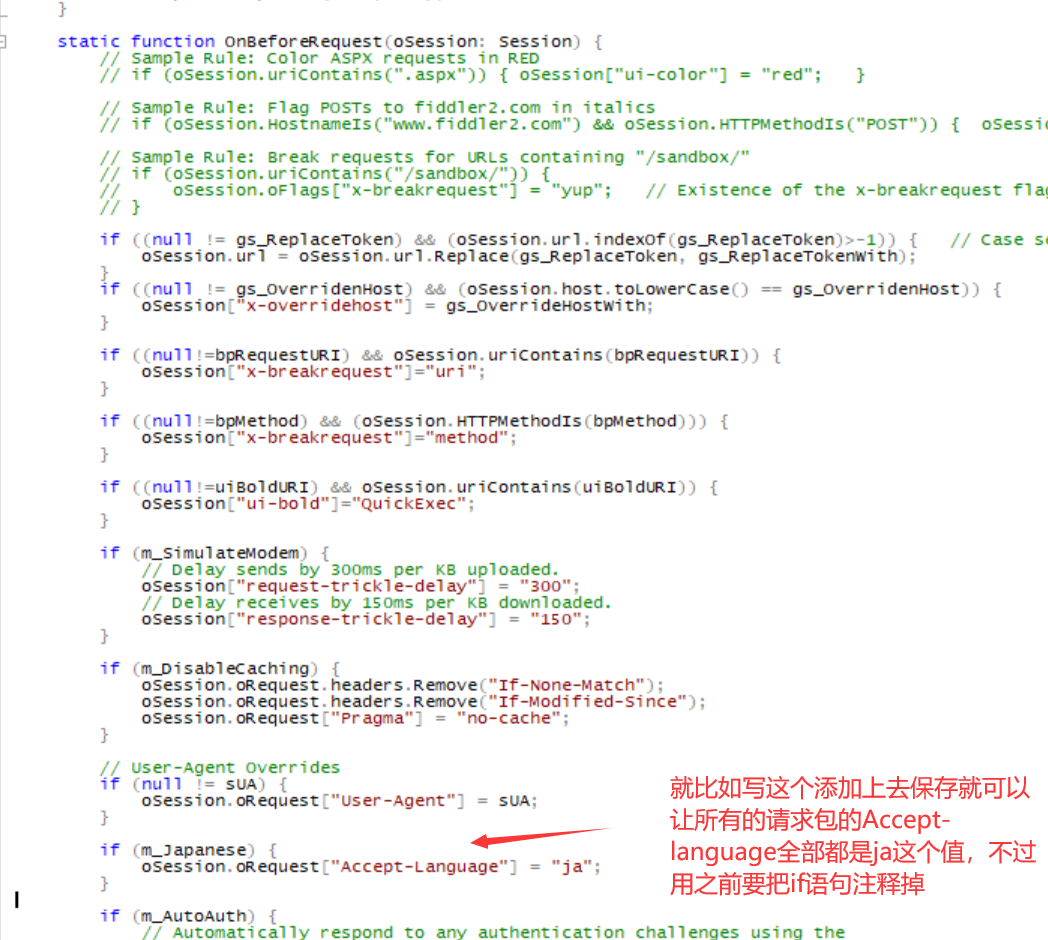 }
static function OnBeforeRequest(oSession: Session) {
// Sample Rule: Color ASPX requests in RED
// if (oSession.uriContains(".aspx")) { oSession["ui-color"] = "red";   }
// Sample Rule: Flag POSTs to fiddler2.com in italics
// if (oSession.HostnameIs("www.fiddler2.com") && oSession.HTTPMethodIs("POST")) {  oSessi
// Sample Rule: Break requests for URLs containing "/sandbox/"
// if (oSession.uriContains("/sandbox/")) {
//     oSession.oFlags["x-breakrequest"] = "yup";   // Existence of the x-breakrequest fla
// }
if ((null != gs_ReplaceToken) && (oSession.url.indexOf(gs_ReplaceToken)>-1)) {   // Case s
oSession.url = oSession.url.Replace(gs_ReplaceToken, gs_ReplaceTokenWith);
}
if ((null != gs_OverridenHost) && (oSession.host.toLowerCase() == gs_OverridenHost)) {
oSession["x-overridehost"] = gs_OverrideHostWith;
}
if ((null!=bpRequestURI) && oSession.uriContains(bpRequestURI)) {
oSession["x-breakrequest"]="uri";
}
if ((null!=bpMethod) && (oSession.HTTPMethodIs(bpMethod))) {
oSession["x-breakrequest"]="method";
}
if ((null!=uiBoldURI) && oSession.uriContains(uiBoldURI)) {
oSession["ui-bold"]="QuickExec";
}
if (m_SimulateModem) {
// Delay sends by 300ms per KB uploaded.
oSession["request-trickle-delay"] = "300";
// Delay receives by 150ms per KB downloaded.
oSession["response-trickle-delay"] = "150";
}
if (m_DisableCaching) {
oSession.oRequest.headers.Remove("If-None-Match");
oSession.oRequest.headers.Remove("If-Modified-Since");
oSession.oRequest["Pragma"] = "no-cache";
}
// User-Agent Overrides
if (null != sUA) {
oSession.oRequest["User-Agent"] = sUA;
}
if (m_Japanese) {
oSession.oRequest["Accept-Language"] = "ja";
}
if (m_AutoAuth) {
// Automatically respond to any authentication challenges using the
就比如写这个添加上去保存就可以
让所有的请求包的Accept-
language全部都是ja这个值，不过
用之前要把if语句注释掉